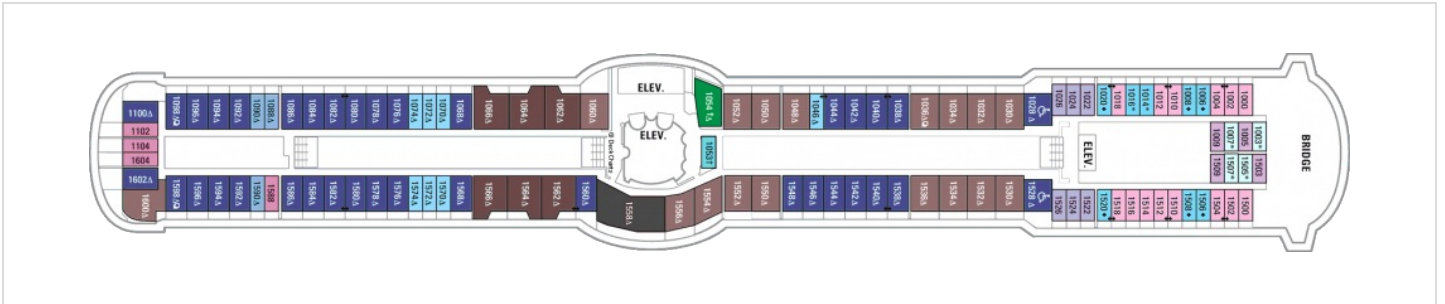 1098 Δ
1096 Δ
1094 Δ
1092 Δ
1090 Δ
1088 Δ
1086 Δ
1084 Δ
1082 Δ
1080 Δ
1078 Δ
1076 Δ
1074 Δ
1072 Δ
1070 Δ
1068 Δ
1066 Δ
1064 Δ
1062 Δ
1060 Δ
ELEV.
1054 † Δ
1052 Δ
1050 Δ
1048 Δ
1046 Δ
1044 Δ
1042 Δ
1040 Δ
1038 Δ
1036 Δ
1034 Δ
1032 Δ
1030 Δ
1028 Δ
1026
1024
1022
1020 *
1018
1016 *
1014 *
1012
1010
1008 *
1006 *
1004
1002
1000
1100 Δ
1102
1104
1604
1602 Δ
1600 Δ
ELEV.
1053 †
ELEV.
1009
1007 *
1005
1003 *
1509
1507 *
1505 *
1503
BRIDGE
1598 Δ
1596 Δ
1594 Δ
1592 Δ
1590 Δ
1588
1586 Δ
1584 Δ
1582 Δ
1580 Δ
1578 Δ
1576 Δ
1574 Δ
1572 Δ
1570 Δ
1568 Δ
1566 Δ
1564 Δ
1562 Δ
1560 Δ
1558 Δ
1556 Δ
1554 Δ
1552 Δ
1550 Δ
1548 Δ
1546 Δ
1544 Δ
1542 Δ
1540 Δ
1538 Δ
1536 Δ
1534 Δ
1532 Δ
1530 Δ
1528 Δ
1526
1524
1522
1520 *
1518
1516
1514
1512
1510
1508 *
1506 *
1504
1502
1500